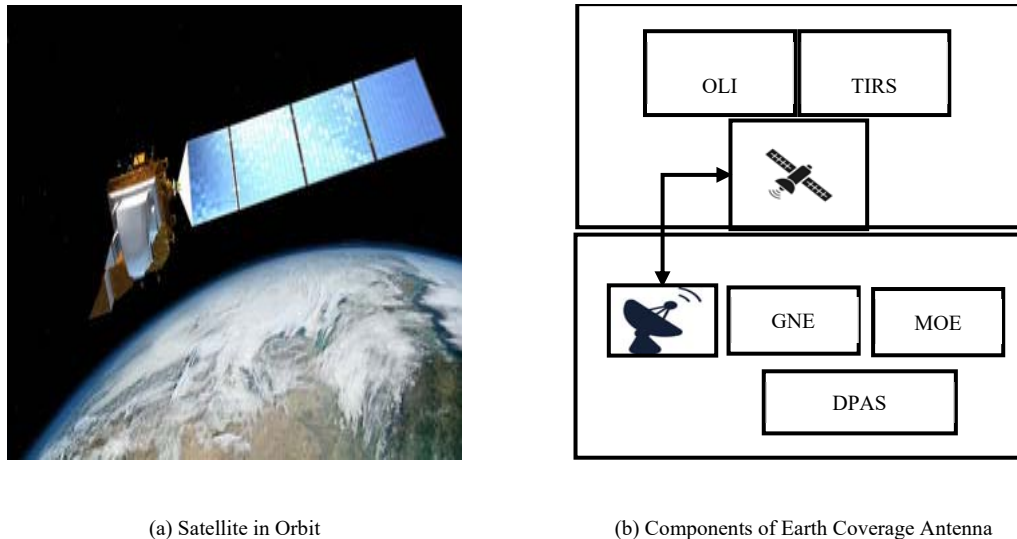 OLI
TIRS
GNE
MOE
DPAS
(a) Satellite in Orbit
(b) Components of Earth Coverage Antenna